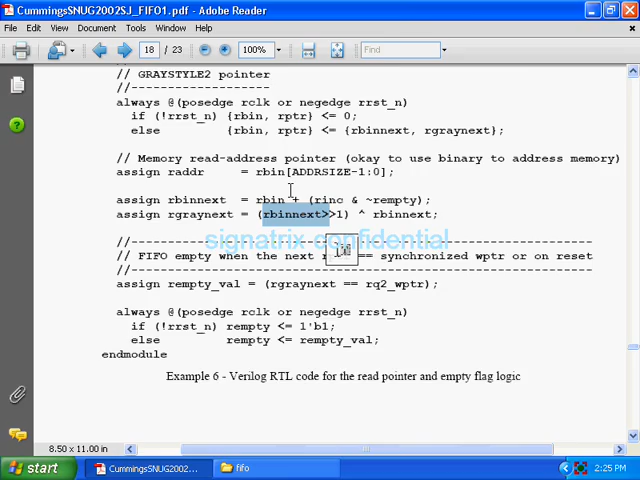 CummingsSNUG2002SJ_FIFO1.pdf - Adobe Reader
File Edit View Document Tools Window Help
18 / 23 100% Find
// GRAYSTYLE2 pointer
//-------------------
always @(posedge rclk or negedge rrst_n)
if (!rrst_n) {rbin, rptr} <= 0;
else {rbin, rptr} <= {rbinnext, rgraynext};
// Memory read-address pointer (okay to use binary to address memory)
assign raddr = rbin[ADDRSIZE-1:0];
assign rbinnext = rbin + (rinc & ~rempty);
assign rgraynext = (rbinnext>>1) ^ rbinnext;
//---------------------------------------------------------------
signatrix confidential
// FIFO empty when the next == synchronized wptr or on reset
//---------------------------------------------------------------
assign rempty_val = (rgraynext == rq2_wptr);
always @(posedge rclk or negedge rrst_n)
if (!rrst_n) rempty <= 1'b1;
else rempty <= rempty_val;
endmodule
Example 6 - Verilog RTL code for the read pointer and empty flag logic
8.50 x 11.00 in
start CummingsSNUG2002... fifo 2:25 PM